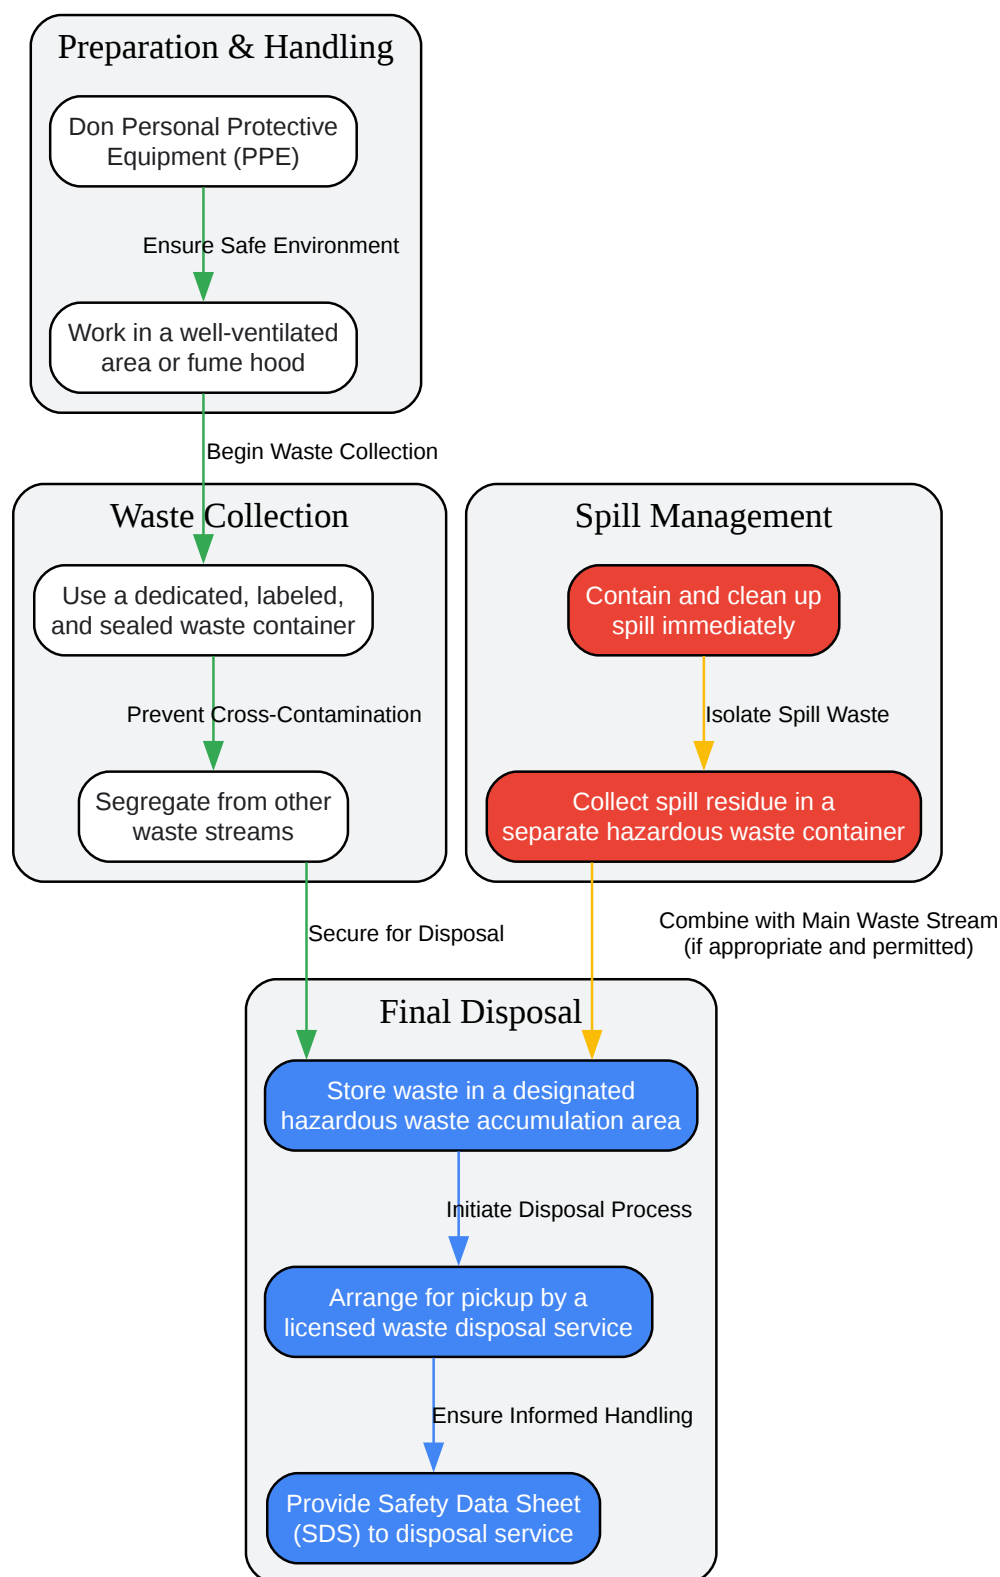 Preparation & Handling
Don Personal Protective
Equipment (PPE)
Ensure Safe Environment
Work in a well-ventilated
area or fume hood
Begin Waste Collection
Waste Collection
Use a dedicated, labeled,
and sealed waste container
Prevent Cross-Contamination
Segregate from other
waste streams
Secure for Disposal
Spill Management
Contain and clean up
spill immediately
Isolate Spill Waste
Collect spill residue in a
separate hazardous waste container
Combine with Main Waste Stream
(if appropriate and permitted)
Final Disposal
Store waste in a designated
hazardous waste accumulation area
Initiate Disposal Process
Arrange for pickup by a
licensed waste disposal service
Ensure Informed Handling
Provide Safety Data Sheet
(SDS) to disposal service